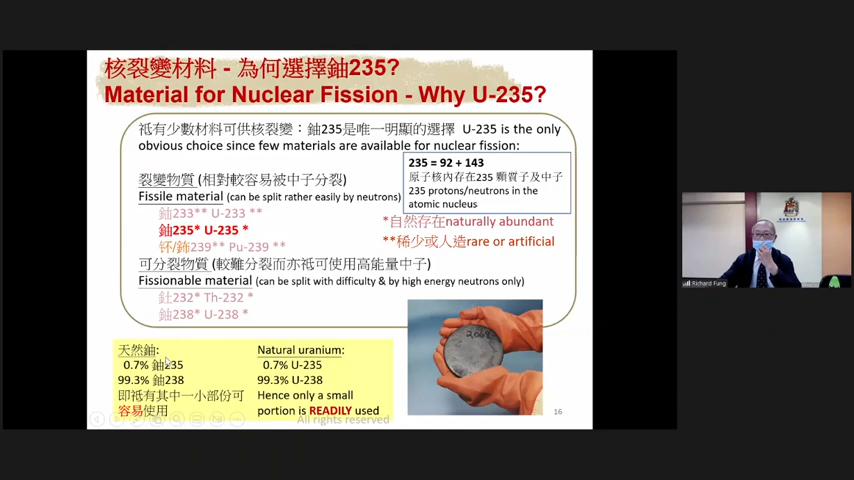 核裂變材料 - 為何選擇鈾235?
Material for Nuclear Fission - Why U-235?
祗有少數材料可供核裂變：鈾235是唯一明顯的選擇 U-235 is the only
obvious choice since few materials are available for nuclear fission:
235 = 92 + 143
原子核內存在235 顆質子及中子
235 protons/neutrons in the
atomic nucleus
裂變物質 (相對較容易被中子分裂)
Fissile material (can be split rather easily by neutrons)
鈾233** U-233 **
鈾235* U-235 *
钚/鈽239** Pu-239 **
*自然存在naturally abundant
**稀少或人造rare or artificial
可分裂物質 (較難分裂而亦祗可使用高能量中子)
Fissionable material (can be split with difficulty & by high energy neutrons only)
釷232* Th-232 *
鈾238* U-238 *
天然鈾:
0.7% 鈾235
99.3% 鈾238
即祗有其中一小部份可
容易使用
Natural uranium:
0.7% U-235
99.3% U-238
Hence only a small
portion is READILY used
2068
All rights reserved
16
Richard Fung